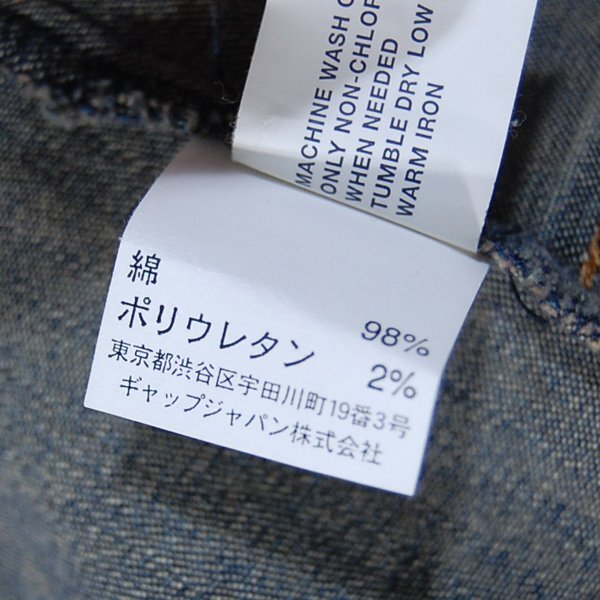 MACHINE WASH
ONLY NON-CHLOR
WHEN NEEDED
TUMBLE DRY LOW
WARM IRON
綿 98%
ポリウレタン 2%
東京都渋谷区宇田川町19番3号
ギャップジャパン株式会社